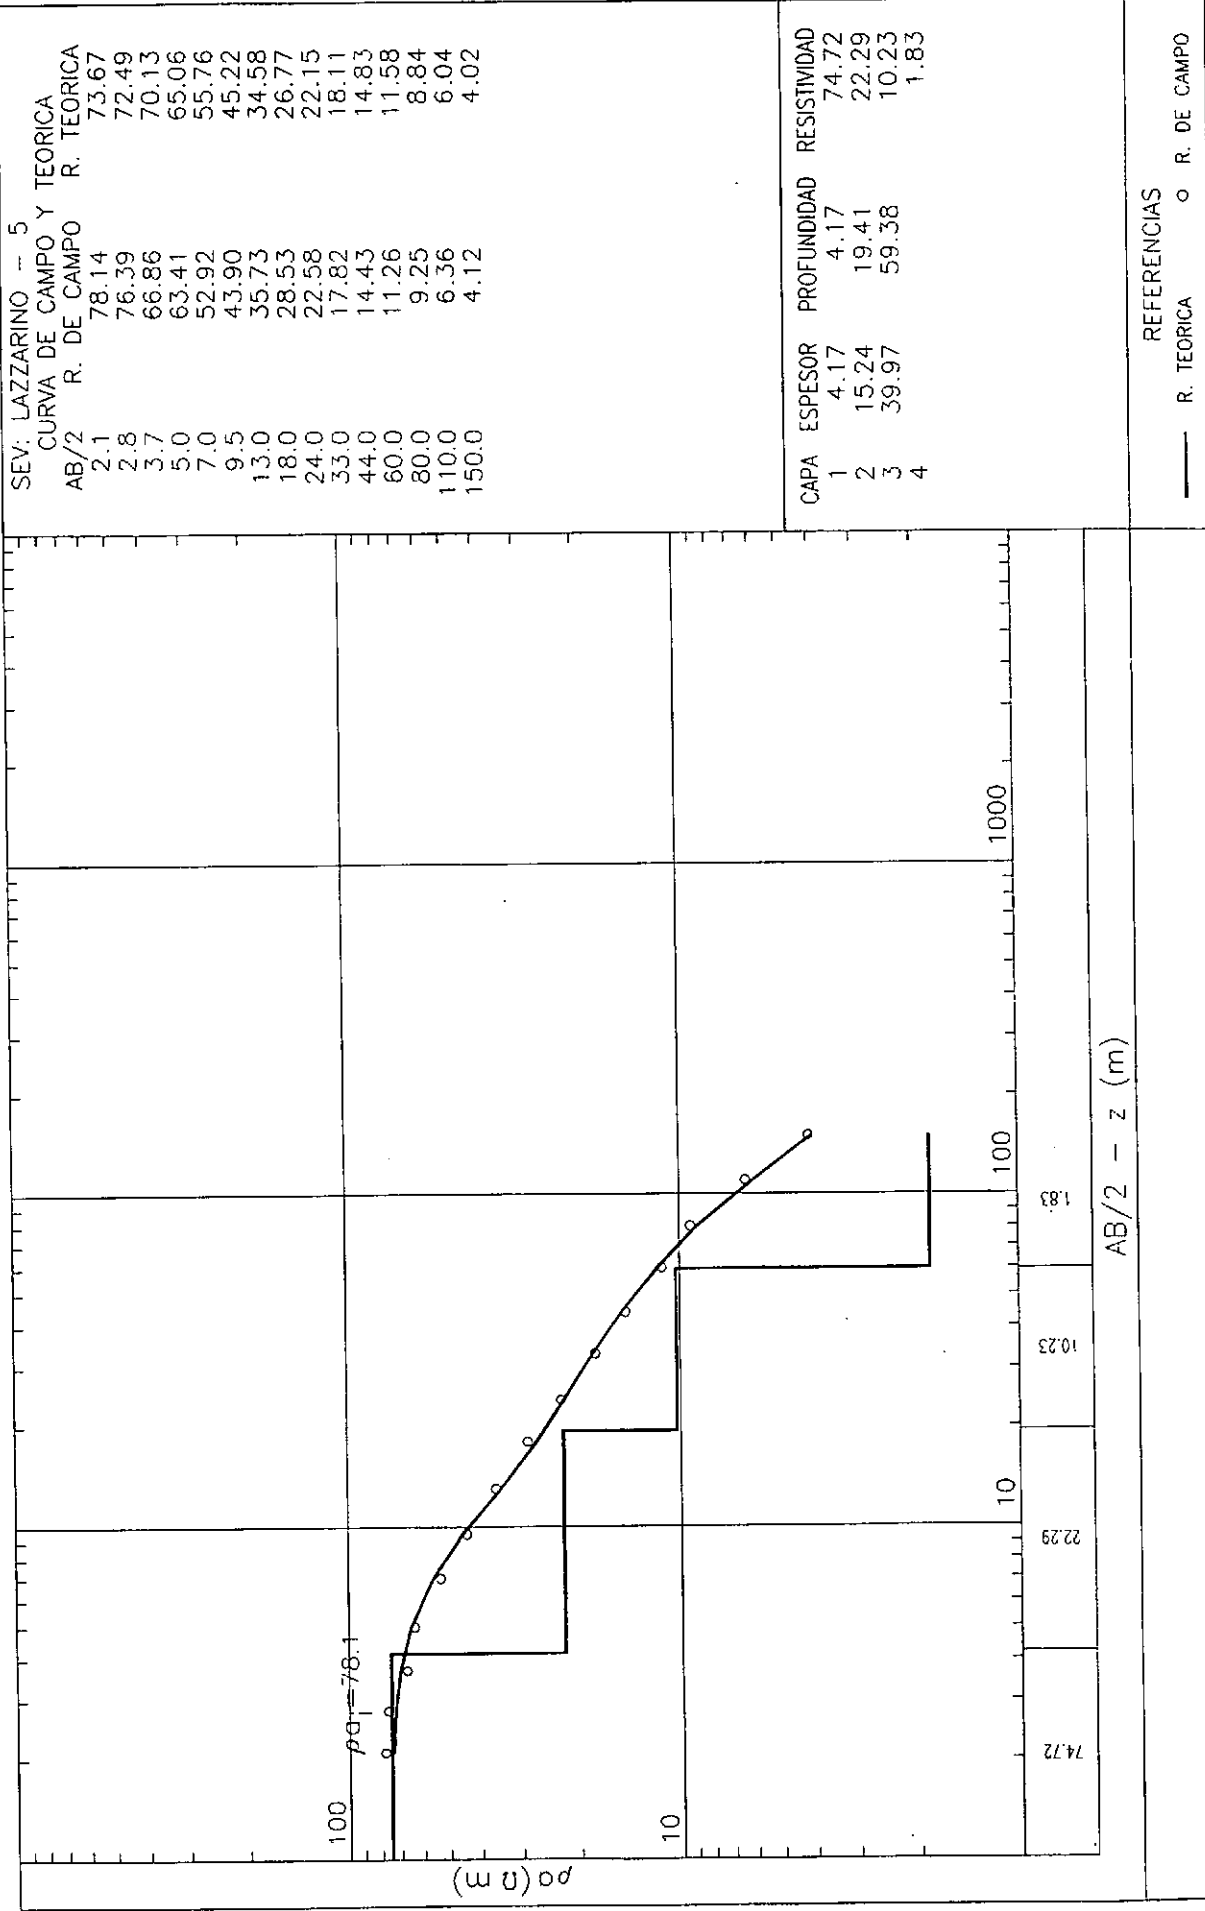 SEV: LAZZARINO - 5
CURVA DE CAMPO Y TEORICA
AB/2 R. DE CAMPO R. TEORICA
2.1 78.14 73.67
2.8 76.39 72.49
3.7 66.86 70.13
5.0 63.41 65.06
7.0 52.92 55.76
9.5 43.90 45.22
13.0 35.73 34.58
18.0 28.53 26.77
24.0 22.58 22.15
33.0 17.82 18.11
44.0 14.43 14.83
60.0 11.26 11.58
80.0 9.25 8.84
110.0 6.36 6.04
150.0 4.12 4.02
CAPA ESPESOR PROFUNDIDAD RESISTIVIDAD
1 4.17 4.17 74.72
2 15.24 19.41 22.29
3 39.97 59.38 10.23
4 1.83
REFERENCIAS
R. TEORICA o R. DE CAMPO
ρa(Ω m)
100
10
ρa1=78.1
10
100
1000
74.72
22.29
10.23
1.83
AB/2 - z (m)